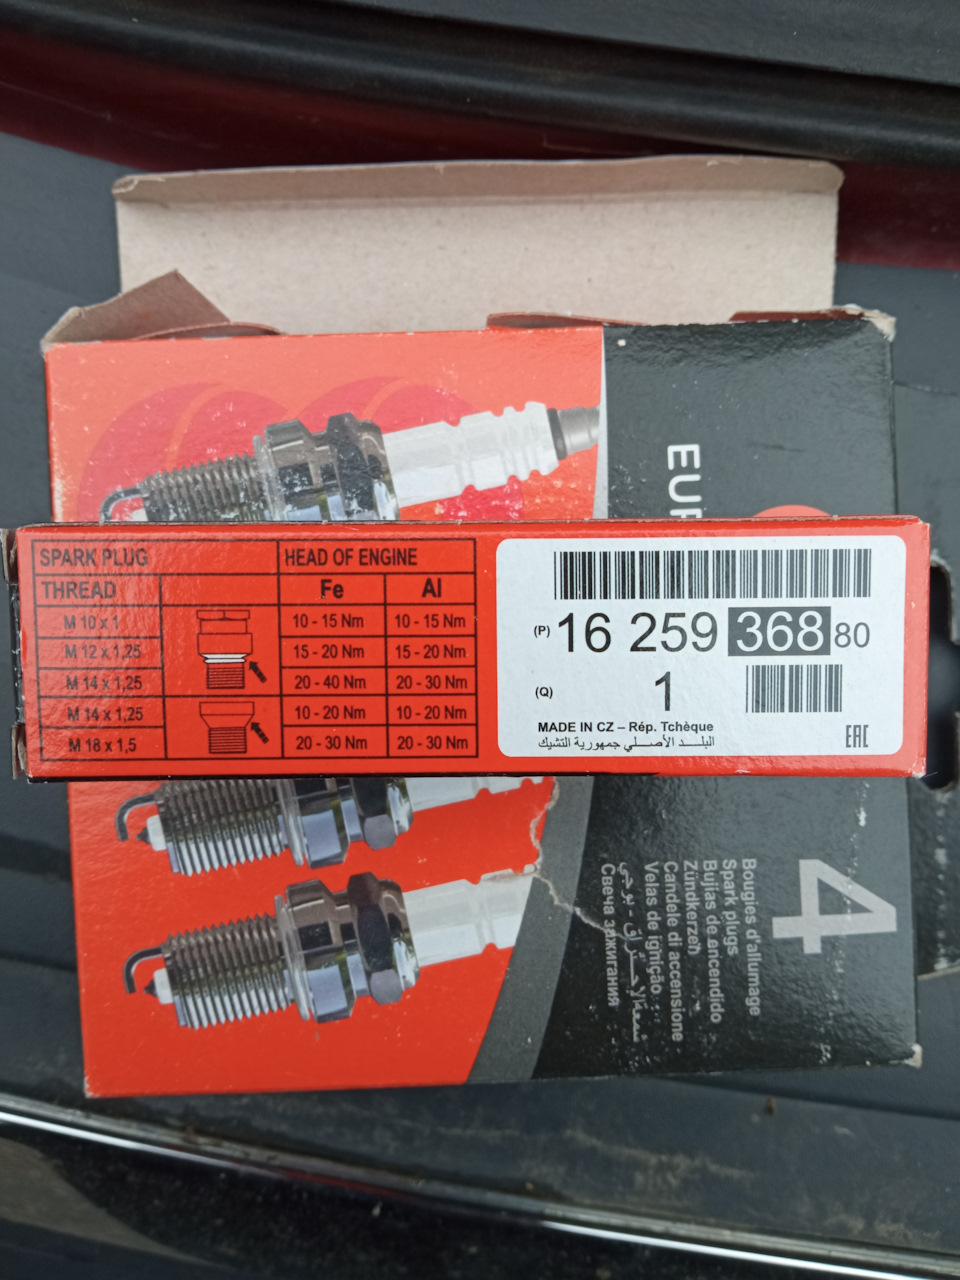 EUR
SPARK PLUG
HEAD OF ENGINE
THREAD
Fe
Al
M 10 x 1
10 - 15 Nm
10 - 15 Nm
M 12 x 1,25
15 - 20 Nm
15 - 20 Nm
M 14 x 1,25
20 - 40 Nm
20 - 30 Nm
M 14 x 1,25
10 - 20 Nm
10 - 20 Nm
M 18 x 1,5
20 - 30 Nm
20 - 30 Nm
(P) 16 259 368 80
(Q) 1
MADE IN CZ – Rép. Tchèque
البلد الأصلي جمهورية التشيك
EAC
4
Bougies d'allumage
Spark plugs
Bujías de encendido
Zündkerzen
Candele di accensione
Velas de ignição
شمعة الإحتراق - بوجي
Свеча зажигания